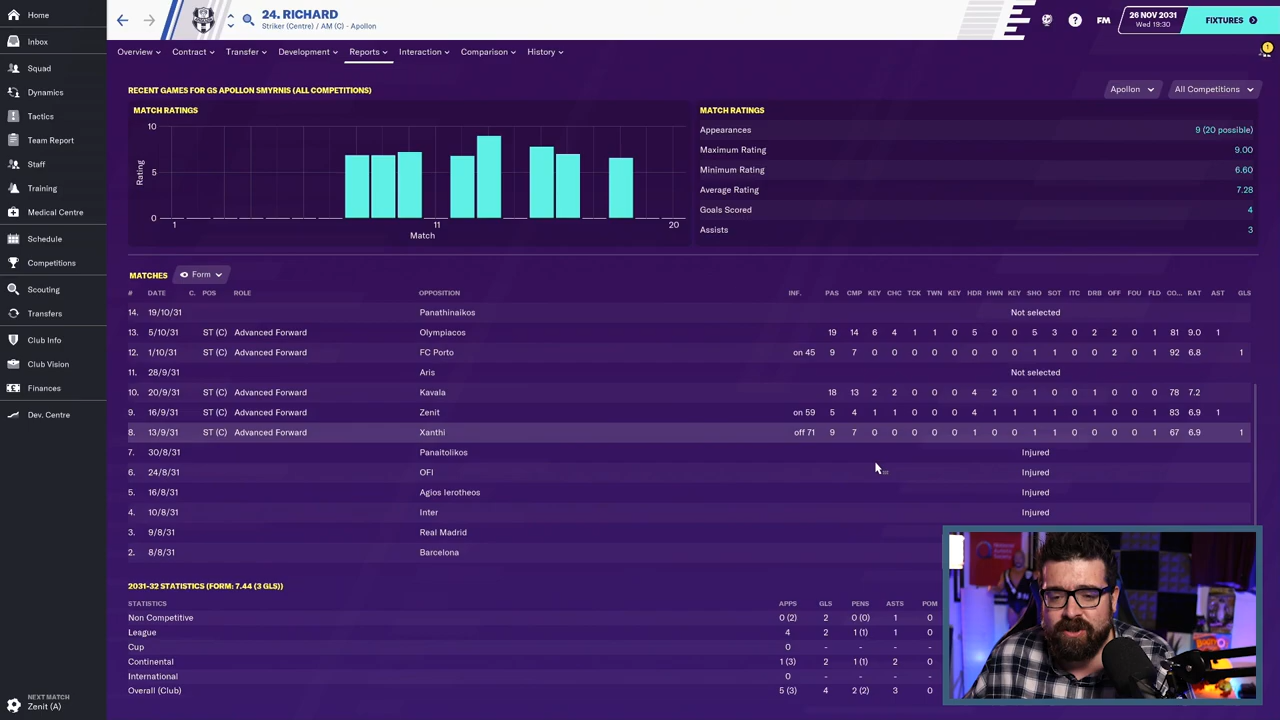 Home
Inbox
Squad
Dynamics
Tactics
Team Report
Staff
Training
Medical Centre
Schedule
Competitions
Scouting
Transfers
Club Info
Club Vision
Finances
Dev. Centre
NEXT MATCH
Zenit (A)
24. RICHARD
Striker (Centre) / AM (C) - Apollon
FM
26 NOV 2031
Wed 19:30
FIXTURES
1
Overview Contract Transfer Development Reports Interaction Comparison History
RECENT GAMES FOR GS APOLLON SMYRNIS (ALL COMPETITIONS)
Apollon All Competitions
MATCH RATINGS
10
5
0
Rating
1 11 20
Match
MATCH RATINGS
Appearances 9 (20 possible)
Maximum Rating 9.00
Minimum Rating 6.60
Average Rating 7.28
Goals Scored 4
Assists 3
MATCHES Form
# DATE C. POS ROLE OPPOSITION INF. PAS CMP KEY CHC TCK TWN KEY HDR HWN KEY SHO SOT ITC DRB OFF FOU FLD CO... RAT AST GLS
14. 19/10/31 Panathinaikos Not selected
13. 5/10/31 ST (C) Advanced Forward Olympiacos 19 14 6 4 1 1 0 5 0 0 5 3 0 2 2 0 1 81 9.0 1
12. 1/10/31 ST (C) Advanced Forward FC Porto on 45 9 7 0 0 0 0 0 0 0 0 1 1 0 0 2 0 0 92 6.8 1
11. 28/9/31 Aris Not selected
10. 20/9/31 ST (C) Advanced Forward Kavala 18 13 2 2 0 0 0 4 2 0 1 0 0 1 0 0 1 78 7.2
9. 16/9/31 ST (C) Advanced Forward Zenit on 59 5 4 1 1 0 0 0 4 1 1 1 1 0 0 0 0 1 83 6.9 1
8. 13/9/31 ST (C) Advanced Forward Xanthi off 71 9 7 0 0 0 0 0 1 0 0 1 1 0 0 0 0 1 67 6.9 1
7. 30/8/31 Panaitolikos Injured
6. 24/8/31 OFI Injured
5. 16/8/31 Agios Ierotheos Injured
4. 10/8/31 Inter Injured
3. 9/8/31 Real Madrid
2. 8/8/31 Barcelona
2031-32 STATISTICS (FORM: 7.44 (3 GLS))
STATISTICS APPS GLS PENS ASTS POM
Non Competitive 0 (2) 2 0 (0) 1 0
League 4 2 1 (1) 1 0
Cup 0 - - - -
Continental 1 (3) 2 1 (1) 2 0
International 0 - - - -
Overall (Club) 5 (3) 4 2 (2) 3 0